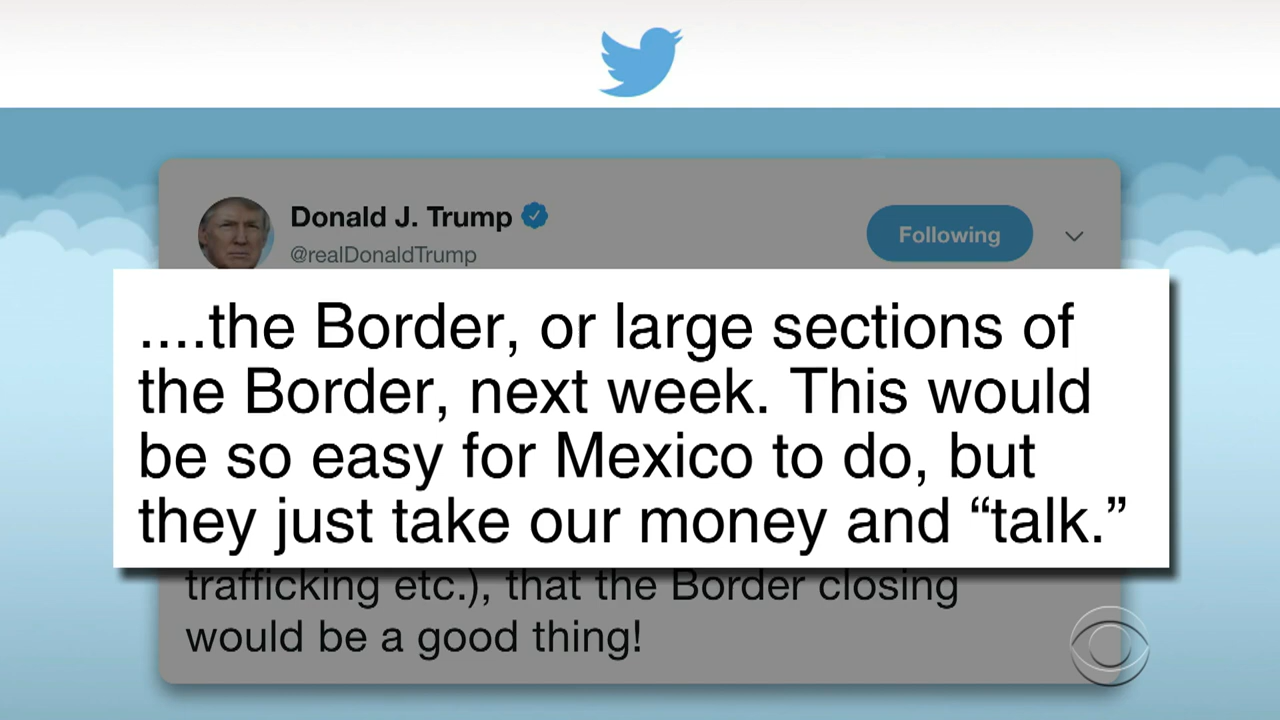 Donald J. Trump
@realDonaldTrump
Following
....the Border, or large sections of
the Border, next week. This would
be so easy for Mexico to do, but
they just take our money and “talk.”
trafficking etc.), that the Border closing
would be a good thing!